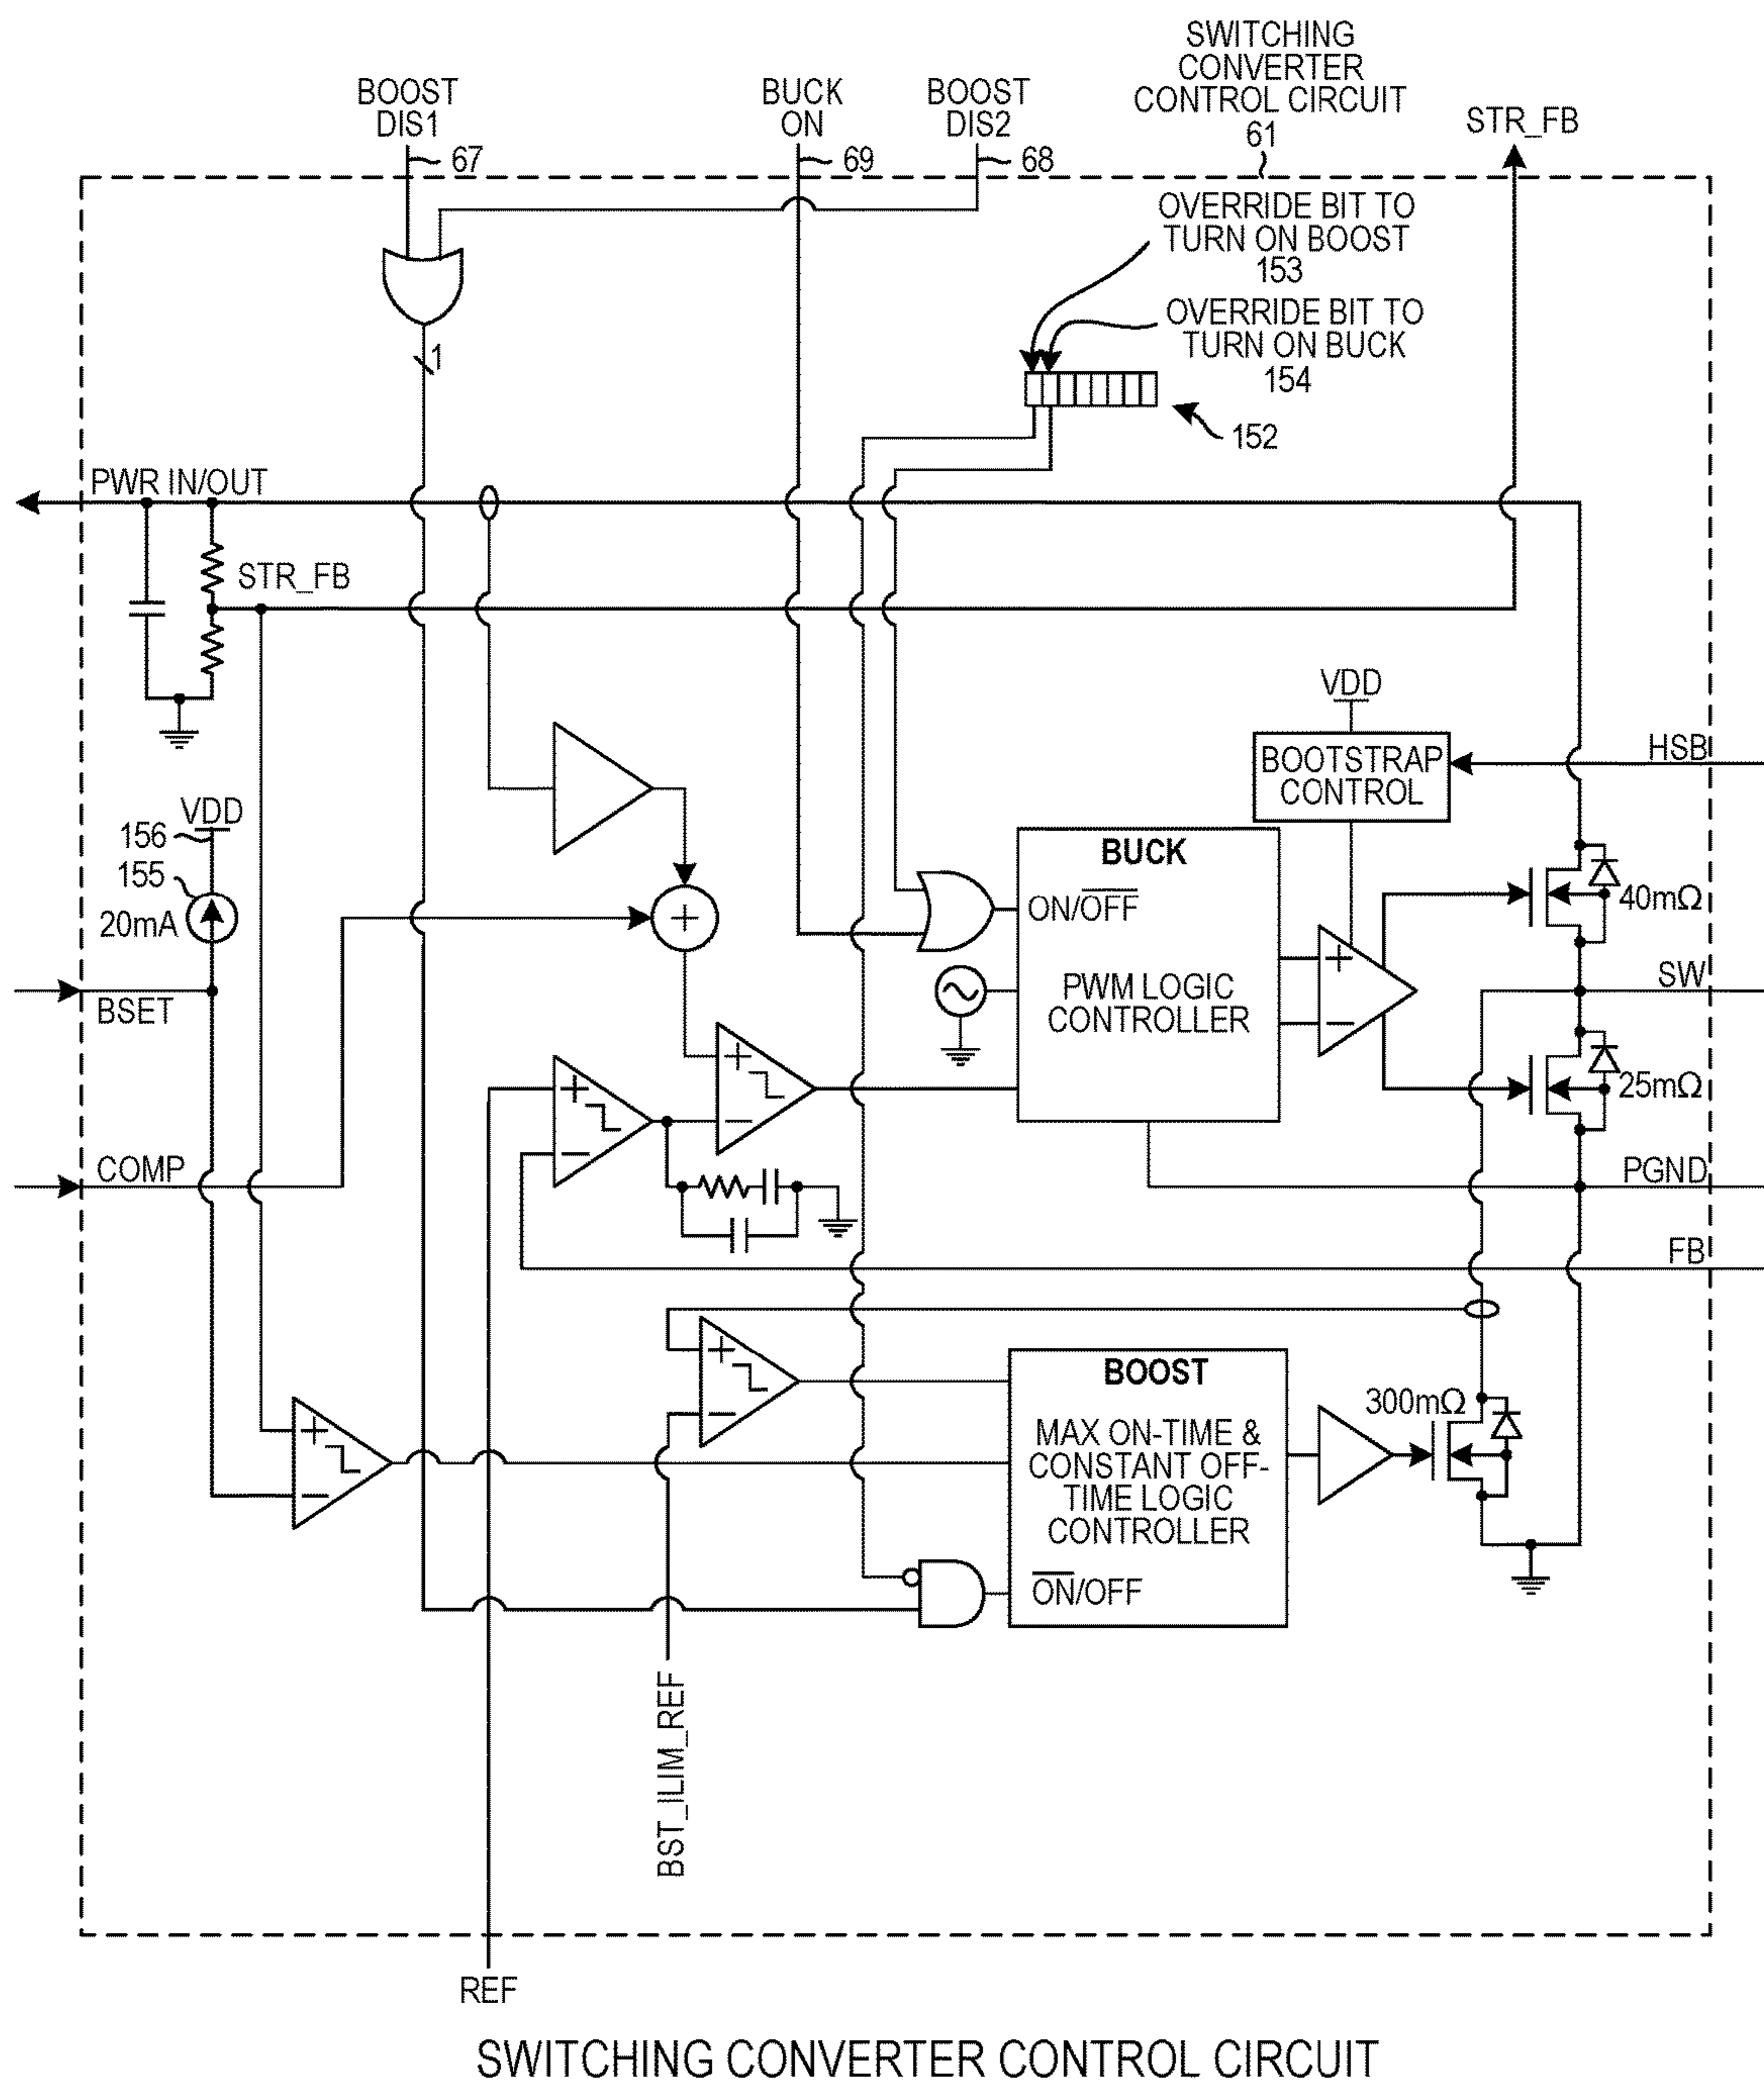 SWITCHING
CONVERTER
CONTROL CIRCUIT
61
BOOST
DIS1
67
BUCK
ON
69
BOOST
DIS2
68
STR_FB
OVERRIDE BIT TO
TURN ON BOOST
153
OVERRIDE BIT TO
TURN ON BUCK
154
152
1
PWR IN/OUT
STR_FB
VDD
BOOTSTRAP
CONTROL
HSB
VDD
156
155
20mA
BUCK
ON/OFF
PWM LOGIC
CONTROLLER
+
+
−
40mΩ
SW
25mΩ
BSET
+
−
+
−
COMP
PGND
FB
+
−
BOOST
MAX ON-TIME &
CONSTANT OFF-
TIME LOGIC
CONTROLLER
ON/OFF
300mΩ
+
−
BST_ILIM_REF
REF
SWITCHING CONVERTER CONTROL CIRCUIT